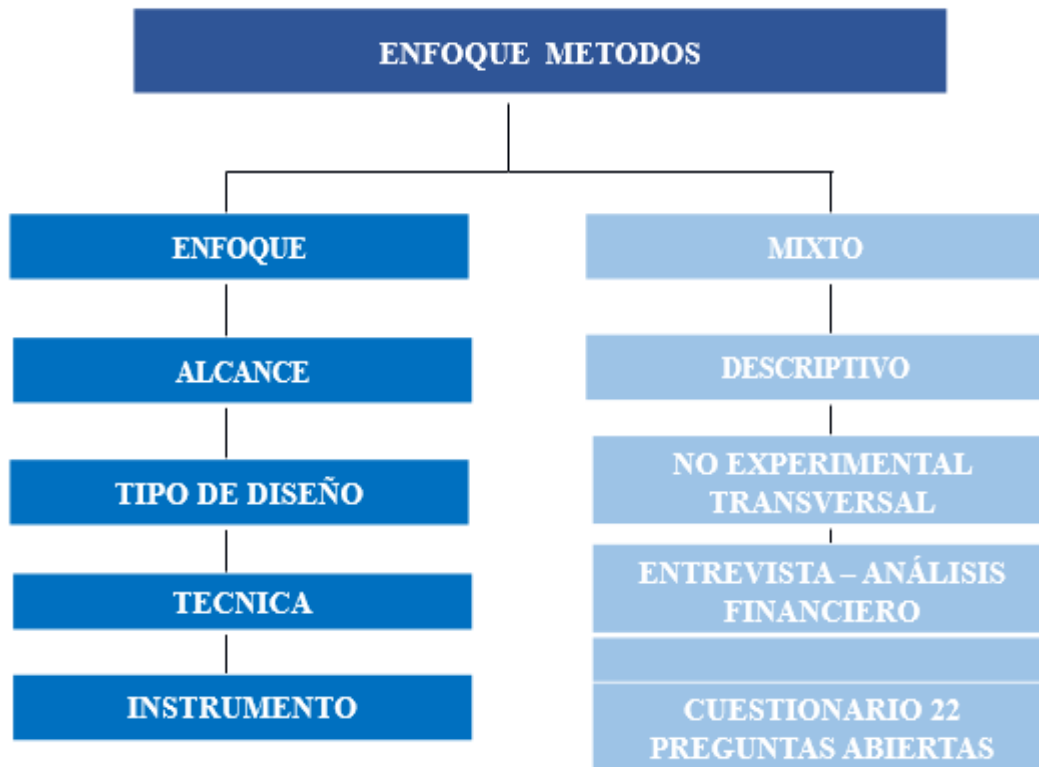 ENFOQUE METODOS
ENFOQUE
MIXTO
ALCANCE
DESCRIPTIVO
TIPO DE DISEÑO
NO EXPERIMENTAL
TRANSVERSAL
TECNICA
ENTREVISTA – ANÁLISIS
FINANCIERO
INSTRUMENTO
CUESTIONARIO 22
PREGUNTAS ABIERTAS